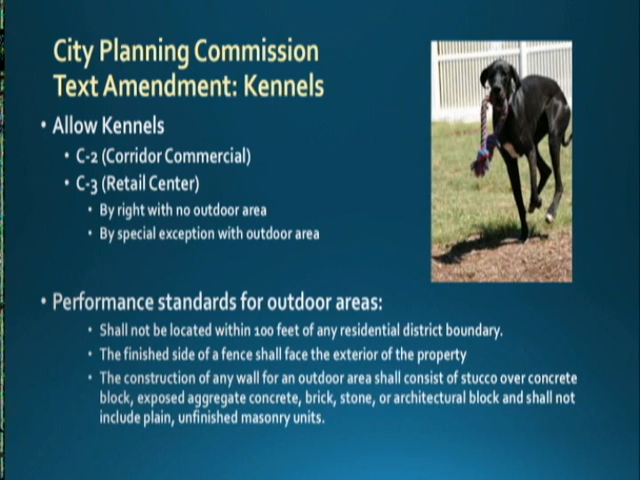 City Planning Commission
Text Amendment: Kennels
• Allow Kennels
• C-2 (Corridor Commercial)
• C-3 (Retail Center)
• By right with no outdoor area
• By special exception with outdoor area
• Performance standards for outdoor areas:
• Shall not be located within 100 feet of any residential district boundary.
• The finished side of a fence shall face the exterior of the property
• The construction of any wall for an outdoor area shall consist of stucco over concrete
block, exposed aggregate concrete, brick, stone, or architectural block and shall not
include plain, unfinished masonry units.